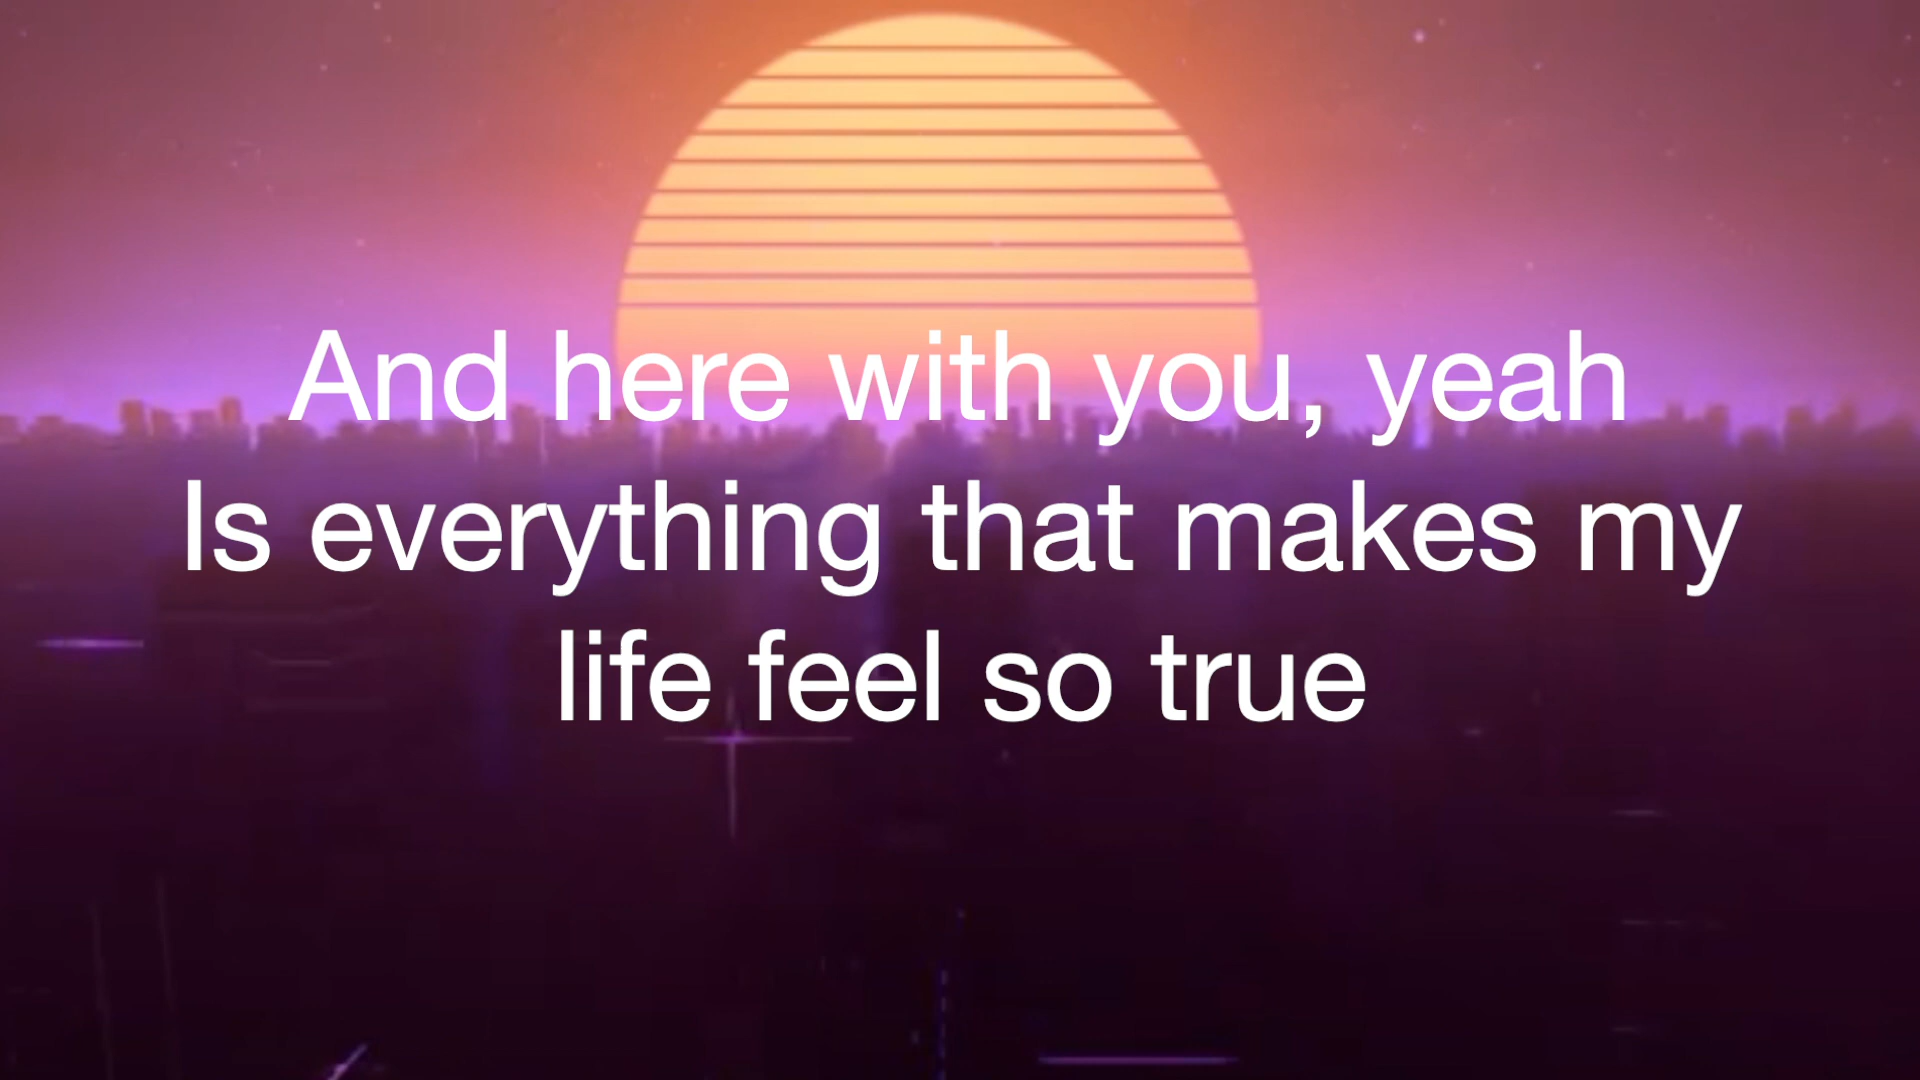 And here with you, yeah
Is everything that makes my
life feel so true